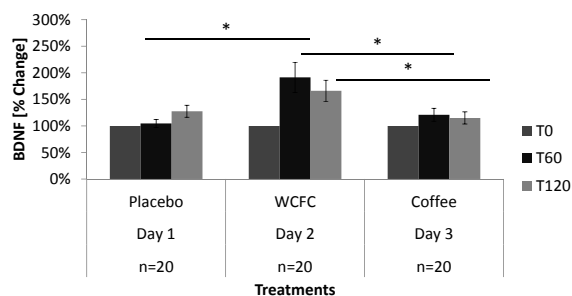 300%
250%
200%
150%
100%
50%
0%
BDNF [% Change]
*
*
*
T0
T60
T120
Placebo WCFC Coffee
Day 1 Day 2 Day 3
n=20 n=20 n=20
Treatments